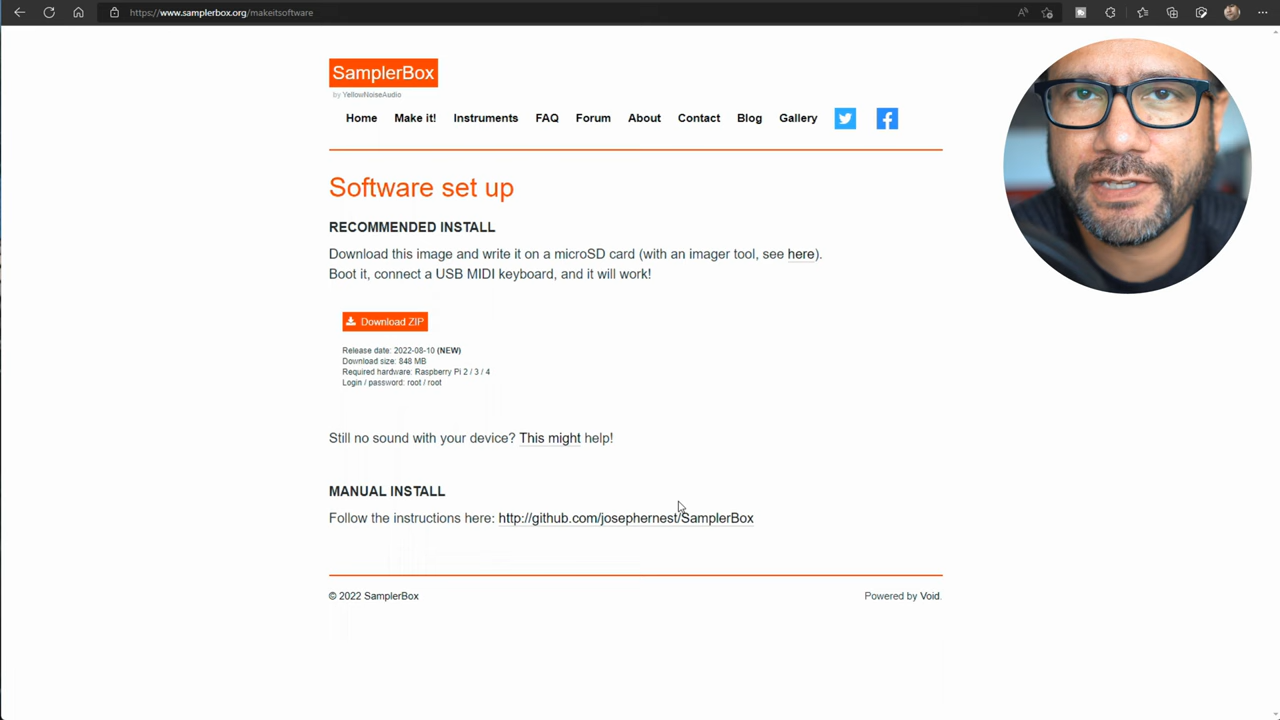 https://www.samplerbox.org/makeitsoftware
SamplerBox
by YellowNoiseAudio
Home Make it! Instruments FAQ Forum About Contact Blog Gallery
Software set up
RECOMMENDED INSTALL
Download this image and write it on a microSD card (with an imager tool, see here).
Boot it, connect a USB MIDI keyboard, and it will work!
Download ZIP
Release date: 2022-08-10 (NEW)
Download size: 848 MB
Required hardware: Raspberry Pi 2 / 3 / 4
Login / password: root / root
Still no sound with your device? This might help!
MANUAL INSTALL
Follow the instructions here: http://github.com/josephernest/SamplerBox
© 2022 SamplerBox
Powered by Void.